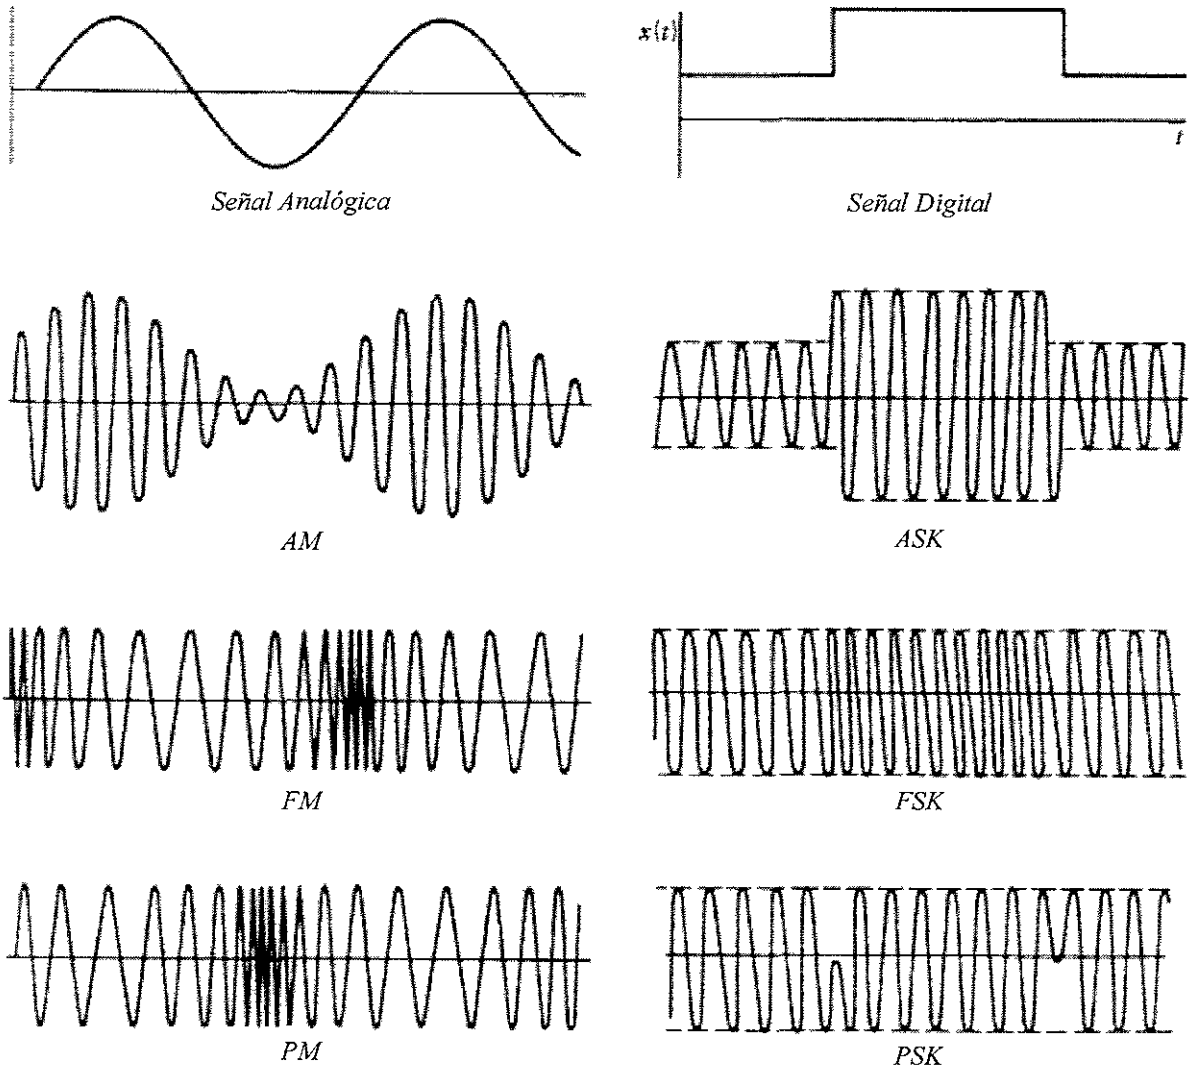 x(t)
t
Señal Analógica
Señal Digital
AM
ASK
FM
FSK
PM
PSK